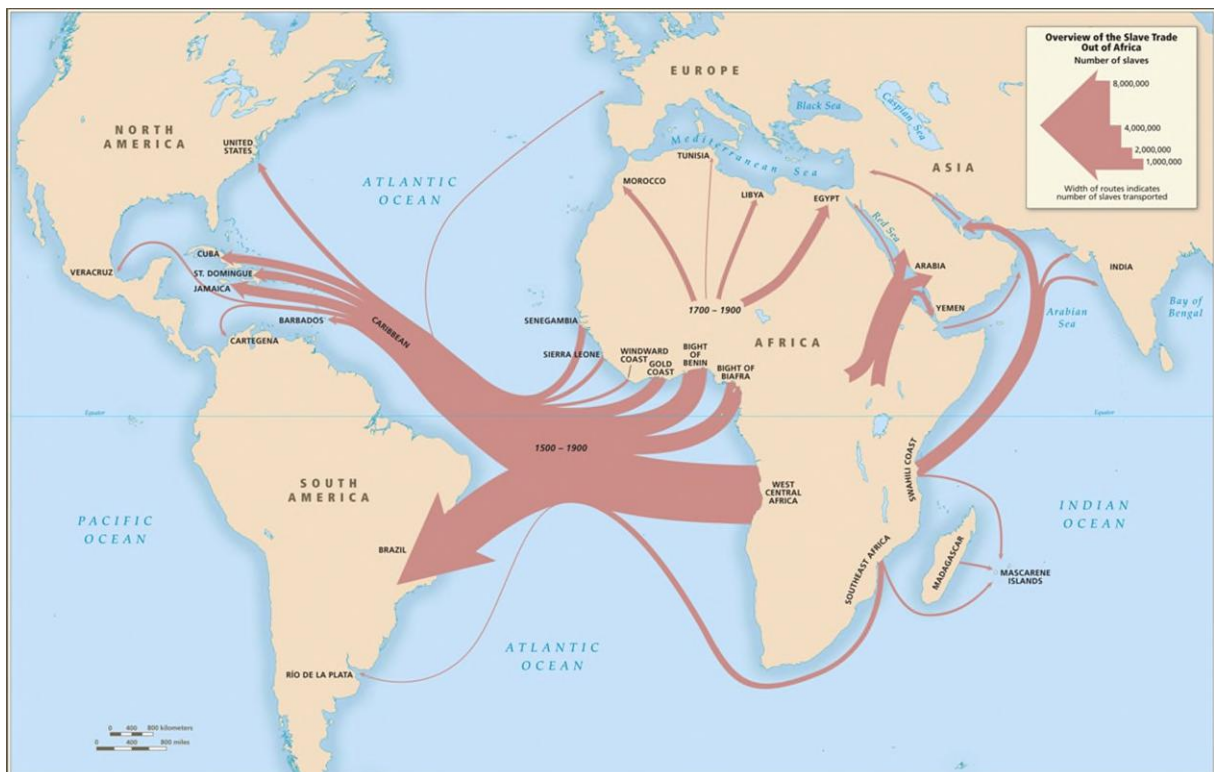 Overview of the Slave Trade
Out of Africa
Number of slaves
8,000,000
4,000,000
2,000,000
1,000,000
Width of routes indicates
number of slaves transported
NORTH
AMERICA
UNITED
STATES
ATLANTIC
OCEAN
EUROPE
Black Sea
Caspian Sea
Mediterranean Sea
ASIA
TUNISIA
MOROCCO
LIBYA
EGYPT
Red Sea
CUBA
VERACRUZ
ST. DOMINGUE
JAMAICA
BARBADOS
CARTEGENA
CARIBBEAN
ARABIA
INDIA
YEMEN
Arabian
Sea
Bay of
Bengal
1700 – 1900
AFRICA
SENEGAMBIA
SIERRA LEONE
WINDWARD
COAST
GOLD
COAST
BIGHT
OF
BENIN
BIGHT OF
BIAFRA
Equator
Equator
1500 – 1900
SOUTH
AMERICA
PACIFIC
OCEAN
BRAZIL
WEST
CENTRAL
AFRICA
SWAHILI COAST
INDIAN
OCEAN
SOUTHEAST AFRICA
MADAGASCAR
MASCARENE
ISLANDS
ATLANTIC
OCEAN
RÍO DE LA PLATA
0 400 800 kilometers
0 400 800 miles